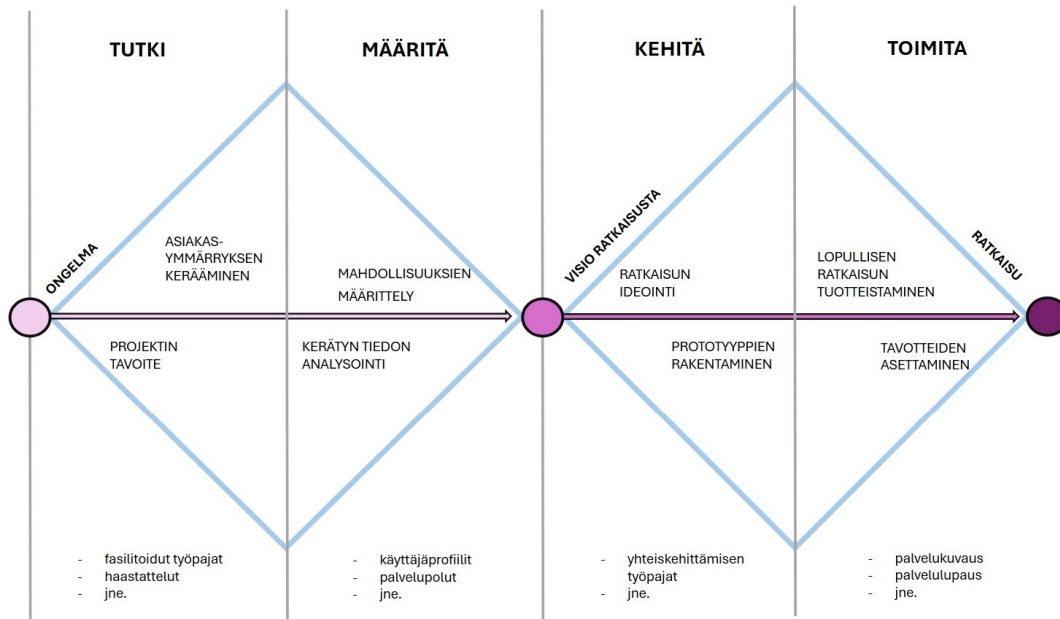 TUTKI
MÄÄRITÄ
KEHITÄ
TOIMITA
ONGELMA
ASIAKAS-
YMMÄRRYKSEN
KERÄÄMINEN
MAHDOLLISUUKSIEN
MÄÄRITTELY
PROJEKTIN
TAVOITE
KERÄTYN TIEDON
ANALYSOINTI
VISIO RATKAISUSTA
RATKAISUN
IDEOINTI
LOPULLISEN
RATKAISUN
TUOTTEISTAMINEN
RATKAISU
PROTOTYYPPIEN
RAKENTAMINEN
TAVOTTEIDEN
ASETTAMINEN
- fasilitoidut työpajat
- haastattelut
- jne.
- käyttäjäprofiilit
- palvelupolut
- jne.
- yhteiskehittämisen
työpajat
- jne.
- palvelukuvaus
- palvelulupaus
- jne.